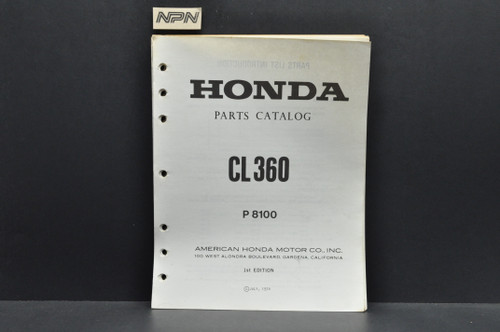 NPN
HONDA
PARTS CATALOG
CL360
P 8100
AMERICAN HONDA MOTOR CO., INC.
100 WEST ALONDRA BOULEVARD, GARDENA, CALIFORNIA
1st EDITION
1974